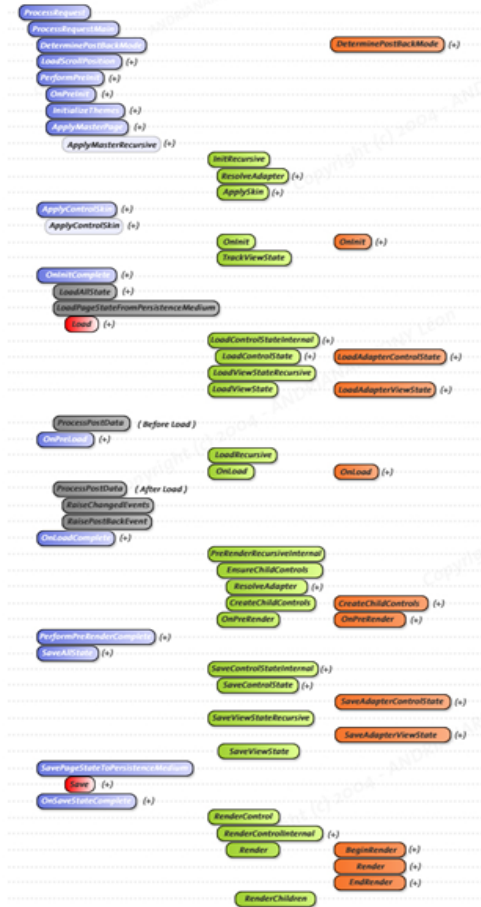 ProcessRequest
ProcessRequestMain
DeterminePostBackMode DeterminePostBackMode (+)
LoadScrollPosition (+)
PerformPreInit (+)
OnPreInit (+)
InitializeThemes (+)
ApplyMasterPage (+)
ApplyMasterRecursive (+)
InitRecursive
ResolveAdapter (+)
ApplySkin (+)
ApplyControlSkin (+)
ApplyControlSkin (+)
OnInit OnInit (+)
TrackViewState
OnInitComplete (+)
LoadAllState (+)
LoadPageStateFromPersistenceMedium
Load (+)
LoadControlStateInternal (+)
LoadControlState (+) LoadAdapterControlState (+)
LoadViewStateRecursive
LoadViewState LoadAdapterViewState (+)
ProcessPostData ( Before Load )
OnPreLoad (+)
LoadRecursive
OnLoad OnLoad (+)
ProcessPostData ( After Load )
RaiseChangedEvents
RaisePostBackEvent
OnLoadComplete (+)
PreRenderRecursiveInternal
EnsureChildControls
ResolveAdapter (+)
CreateChildControls CreateChildControls (+)
OnPreRender OnPreRender (+)
PerformPreRenderComplete (+)
SaveAllState (+)
SaveControlStateInternal (+)
SaveControlState (+)
SaveAdapterControlState (+)
SaveViewStateRecursive
SaveAdapterViewState (+)
SaveViewState
SavePageStateToPersistenceMedium
Save (+)
OnSaveStateComplete (+)
RenderControl
RenderControlInternal (+)
Render BeginRender (+)
Render (+)
EndRender (+)
RenderChildren